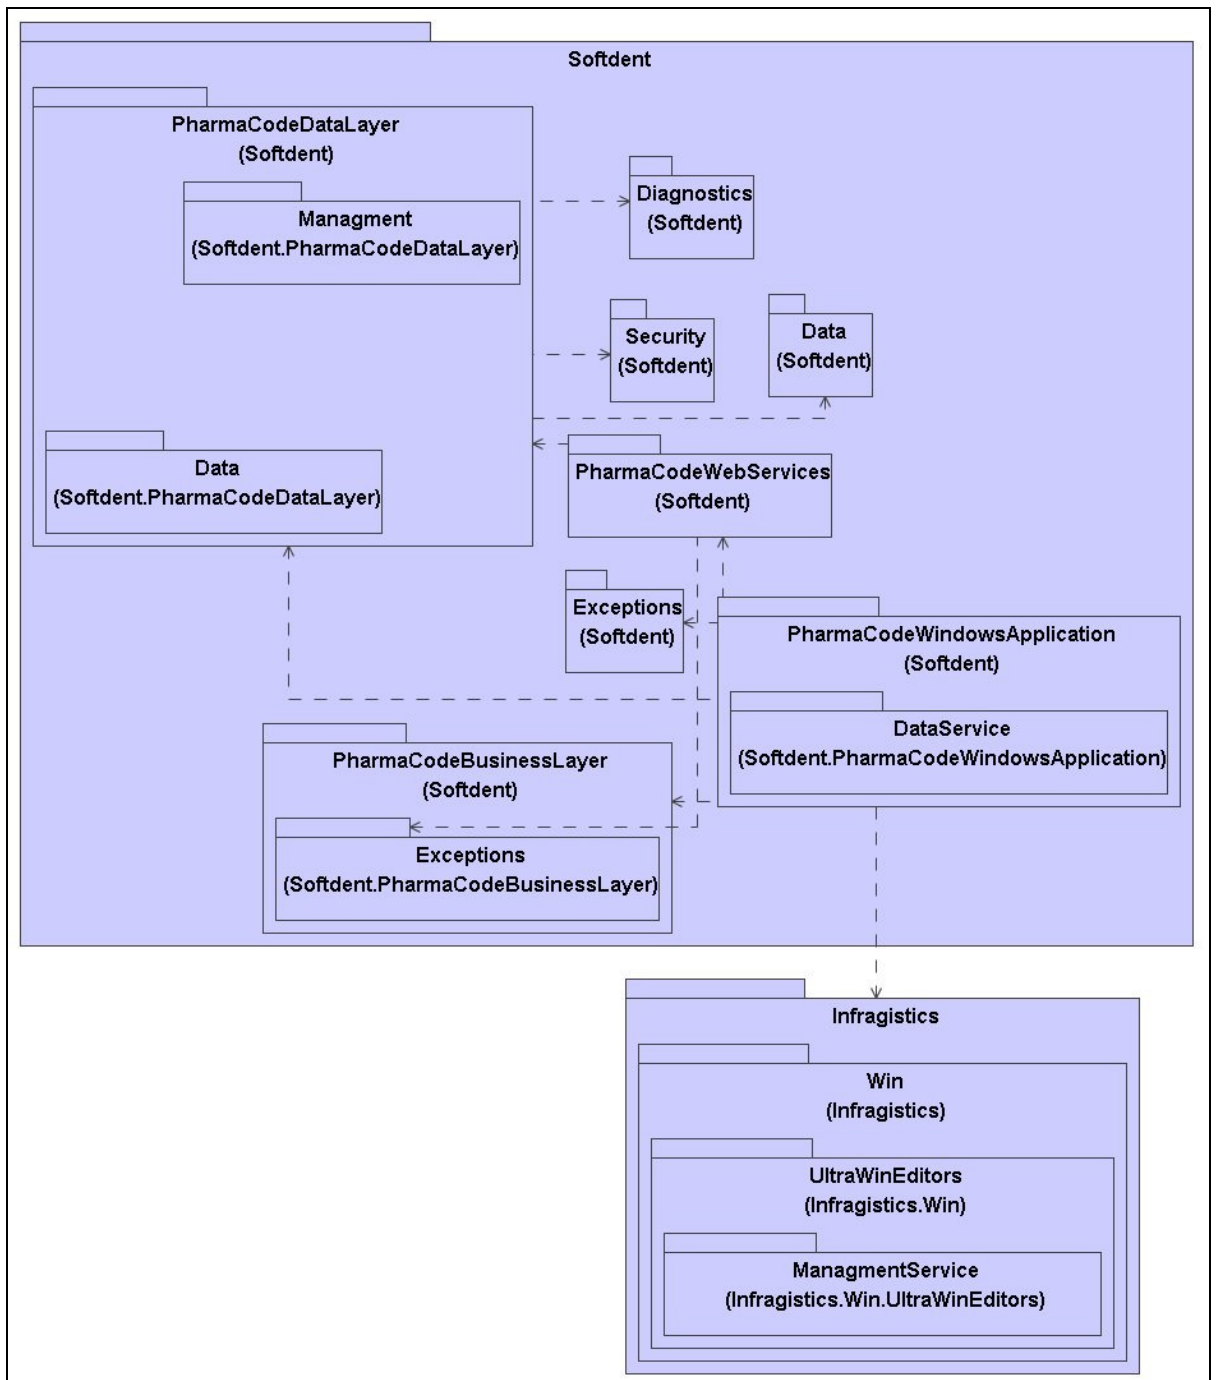 Softdent
PharmaCodeDataLayer
(Softdent)
Managment
(Softdent.PharmaCodeDataLayer)
Diagnostics
(Softdent)
Security
(Softdent)
Data
(Softdent)
Data
(Softdent.PharmaCodeDataLayer)
PharmaCodeWebServices
(Softdent)
Exceptions
(Softdent)
PharmaCodeWindowsApplication
(Softdent)
DataService
(Softdent.PharmaCodeWindowsApplication)
PharmaCodeBusinessLayer
(Softdent)
Exceptions
(Softdent.PharmaCodeBusinessLayer)
Infragistics
Win
(Infragistics)
UltraWinEditors
(Infragistics.Win)
ManagmentService
(Infragistics.Win.UltraWinEditors)